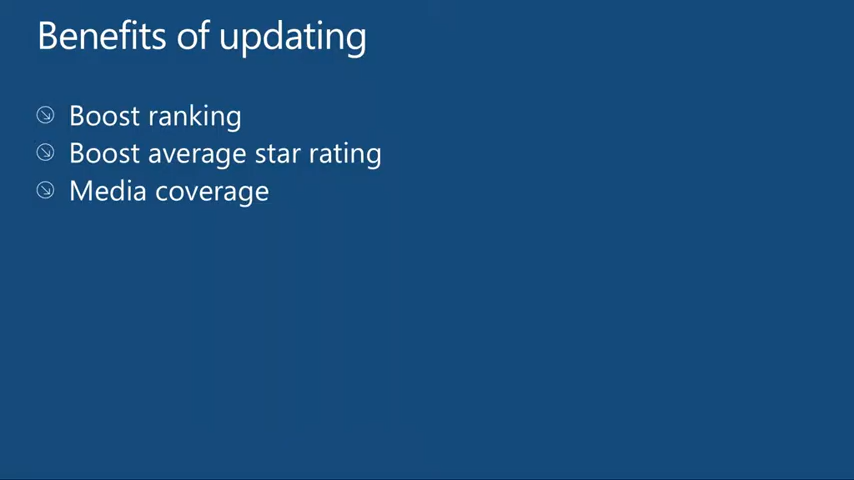 Benefits of updating
Boost ranking
Boost average star rating
Media coverage